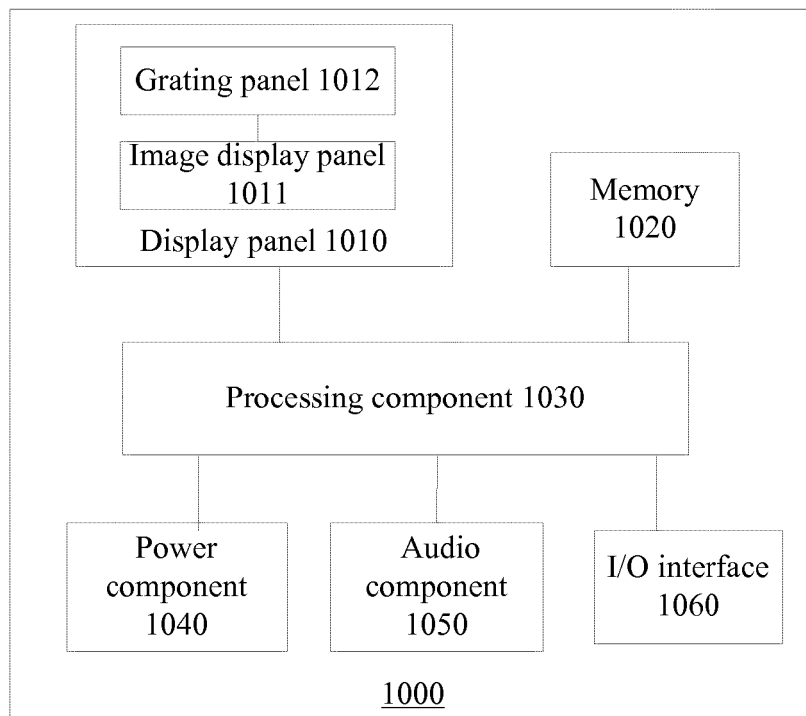 Grating panel 1012
Image display panel
1011
Display panel 1010
Memory
1020
Processing component 1030
Power
component
1040
Audio
component
1050
I/O interface
1060
1000